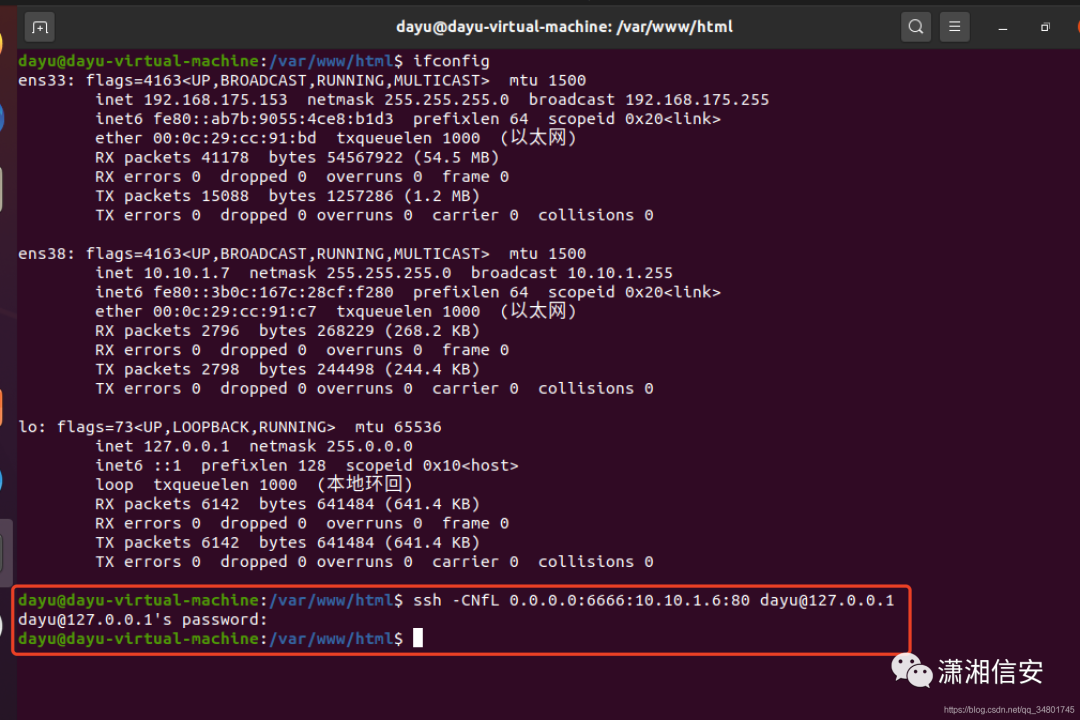 dayu@dayu-virtual-machine: /var/www/html
dayu@dayu-virtual-machine:/var/www/html$ ifconfig
ens33: flags=4163<UP,BROADCAST,RUNNING,MULTICAST>  mtu 1500
        inet 192.168.175.153  netmask 255.255.255.0  broadcast 192.168.175.255
        inet6 fe80::ab7b:9055:4ce8:b1d3  prefixlen 64  scopeid 0x20<link>
        ether 00:0c:29:cc:91:bd  txqueuelen 1000  (以太网)
        RX packets 41178  bytes 54567922 (54.5 MB)
        RX errors 0  dropped 0  overruns 0  frame 0
        TX packets 15088  bytes 1257286 (1.2 MB)
        TX errors 0  dropped 0 overruns 0  carrier 0  collisions 0
ens38: flags=4163<UP,BROADCAST,RUNNING,MULTICAST>  mtu 1500
        inet 10.10.1.7  netmask 255.255.255.0  broadcast 10.10.1.255
        inet6 fe80::3b0c:167c:28cf:f280  prefixlen 64  scopeid 0x20<link>
        ether 00:0c:29:cc:91:c7  txqueuelen 1000  (以太网)
        RX packets 2796  bytes 268229 (268.2 KB)
        RX errors 0  dropped 0  overruns 0  frame 0
        TX packets 2798  bytes 244498 (244.4 KB)
        TX errors 0  dropped 0 overruns 0  carrier 0  collisions 0
lo: flags=73<UP,LOOPBACK,RUNNING>  mtu 65536
        inet 127.0.0.1  netmask 255.0.0.0
        inet6 ::1  prefixlen 128  scopeid 0x10<host>
        loop  txqueuelen 1000  (本地环回)
        RX packets 6142  bytes 641484 (641.4 KB)
        RX errors 0  dropped 0  overruns 0  frame 0
        TX packets 6142  bytes 641484 (641.4 KB)
        TX errors 0  dropped 0 overruns 0  carrier 0  collisions 0
dayu@dayu-virtual-machine:/var/www/html$ ssh -CNfL 0.0.0.0:6666:10.10.1.6:80 dayu@127.0.0.1
dayu@127.0.0.1's password:
dayu@dayu-virtual-machine:/var/www/html$
潇湘信安
https://blog.csdn.net/qq_34801745